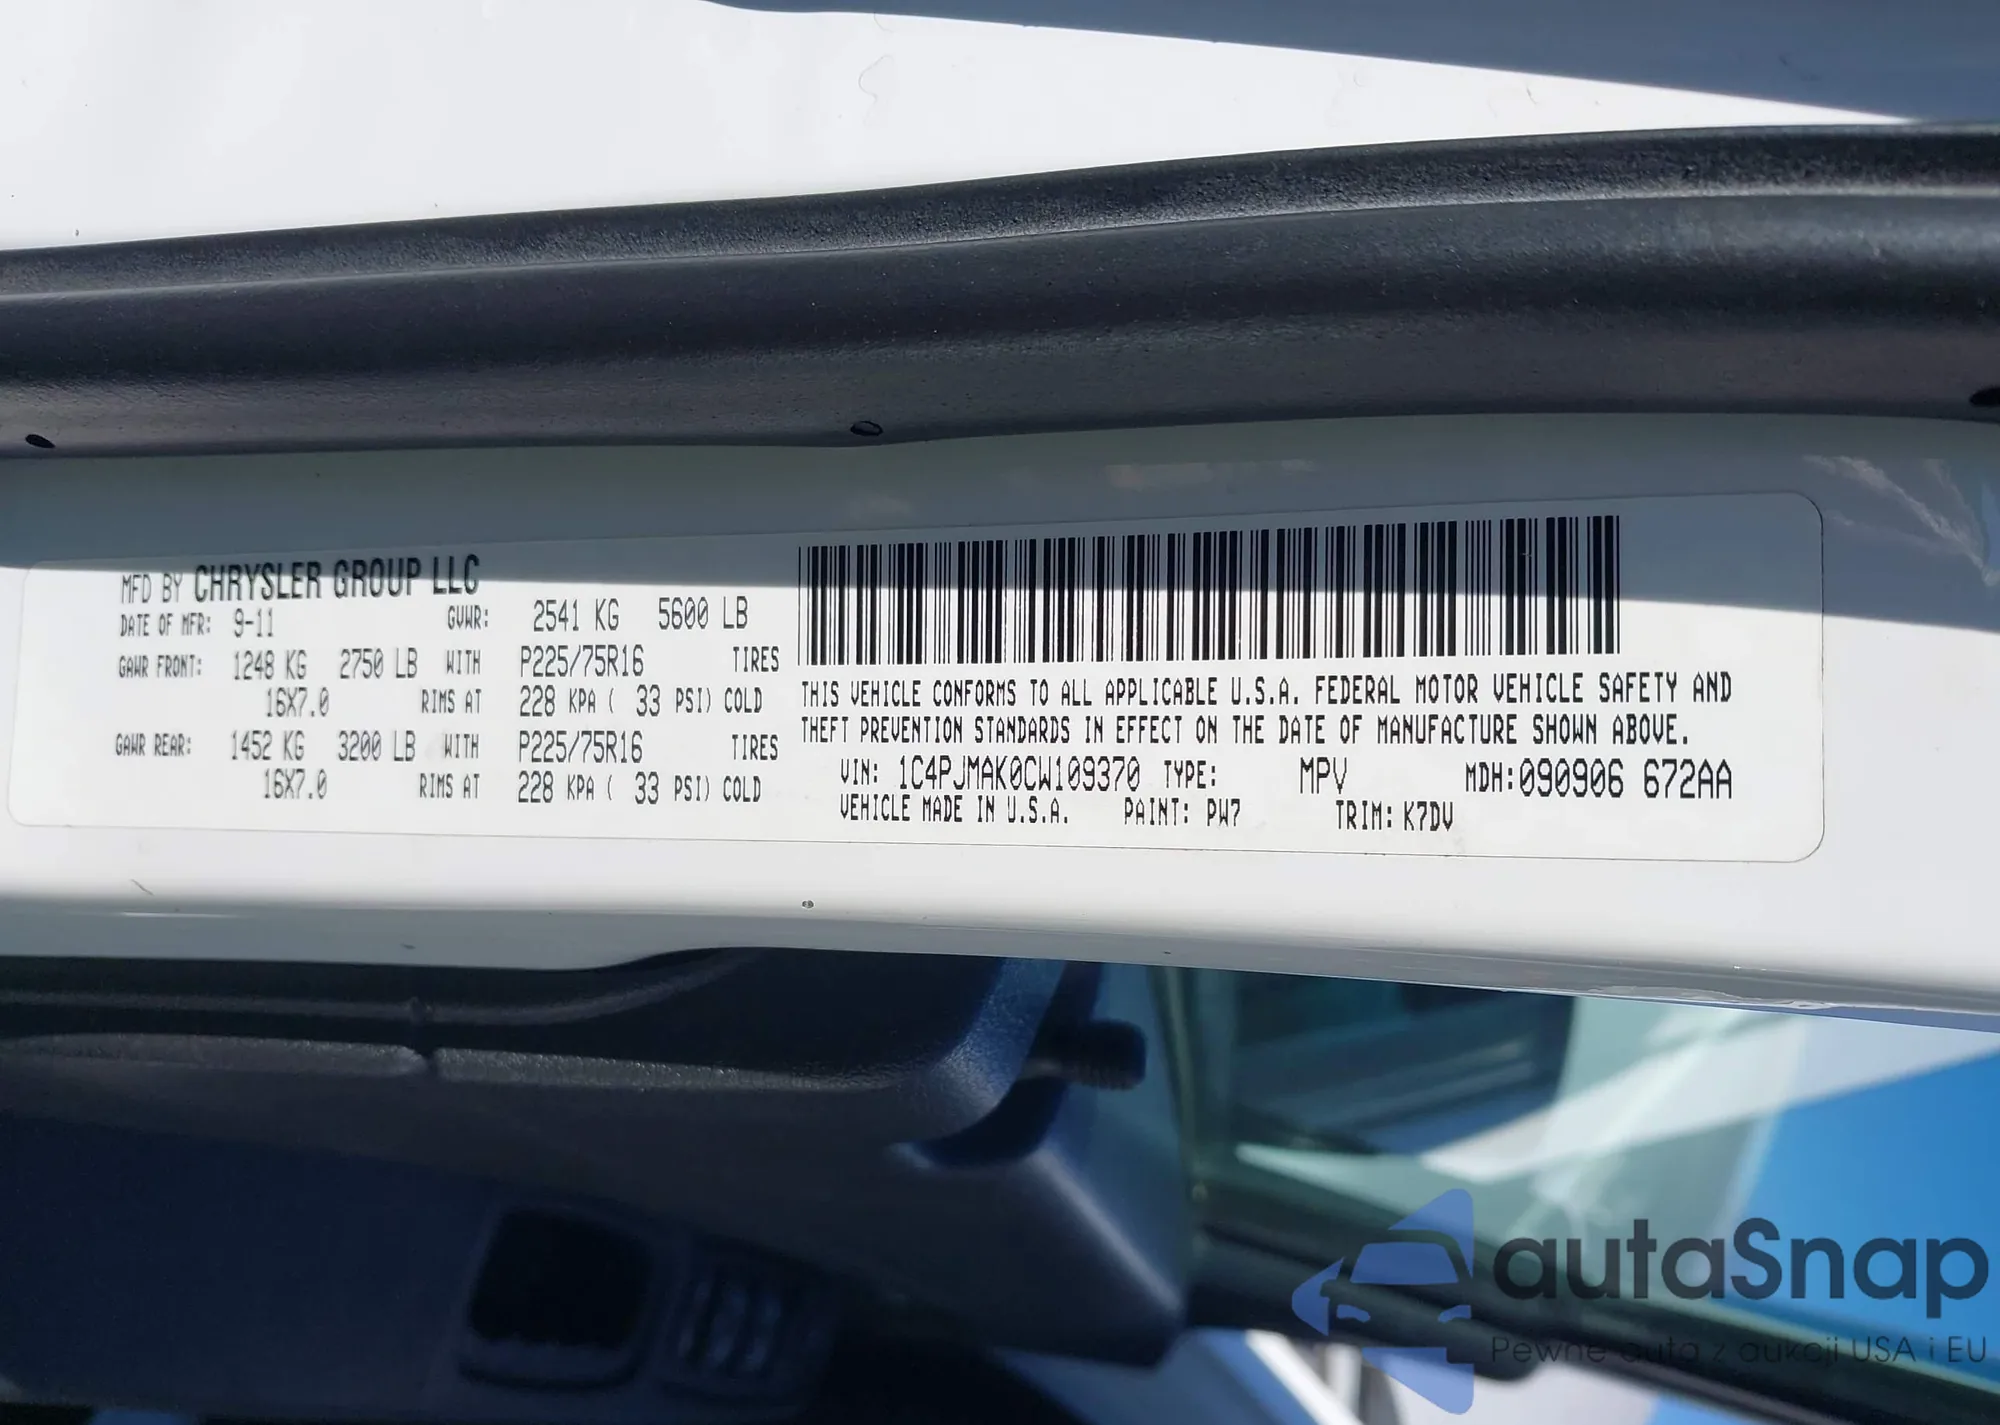 MFD BY CHRYSLER GROUP LLC
DATE OF MFR: 9-11 GVWR: 2541 KG 5600 LB
GAWR FRONT: 1248 KG 2750 LB WITH P225/75R16 TIRES
16X7.0 RIMS AT 228 KPA ( 33 PSI) COLD
GAWR REAR: 1452 KG 3200 LB WITH P225/75R16 TIRES
16X7.0 RIMS AT 228 KPA ( 33 PSI) COLD
THIS VEHICLE CONFORMS TO ALL APPLICABLE U.S.A. FEDERAL MOTOR VEHICLE SAFETY AND
THEFT PREVENTION STANDARDS IN EFFECT ON THE DATE OF MANUFACTURE SHOWN ABOVE.
VIN: 1C4PJMAK0CW109370 TYPE: MPV MDH:090906 672AA
VEHICLE MADE IN U.S.A. PAINT: PW7 TRIM: K7DV
autaSnap
Pewne auta z aukcji USA i EU